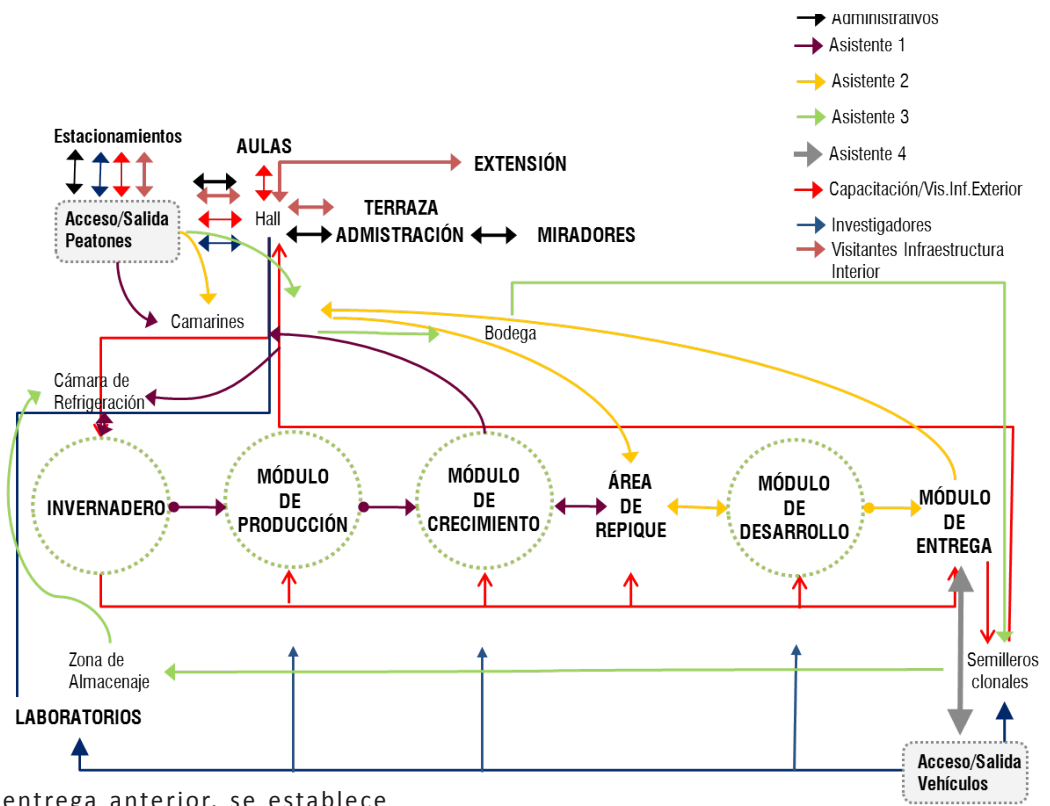 Administrativos
Asistente 1
Asistente 2
Asistente 3
Asistente 4
Capacitación/Vis.Inf.Exterior
Investigadores
Visitantes Infraestructura
Interior
Estacionamientos
AULAS
EXTENSIÓN
Acceso/Salida
Peatones
Hall
TERRAZA
ADMISTRACIÓN
MIRADORES
Camarines
Bodega
Cámara de
Refrigeración
INVERNADERO
MÓDULO
DE
PRODUCCIÓN
MÓDULO
DE
CRECIMIENTO
ÁREA
DE
REPIQUE
MÓDULO
DE
DESARROLLO
MÓDULO
DE
ENTREGA
Zona de
Almacenaje
Semilleros
clonales
LABORATORIOS
Acceso/Salida
Vehículos
entrega anterior, se establece